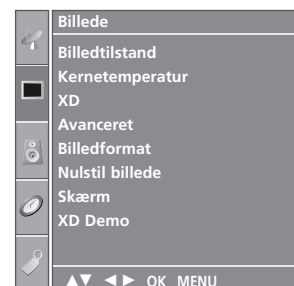 Billede
Billedtilstand
Kernetemperatur
XD
Avanceret
Billedformat
Nulstil billede
Skærm
XD Demo
▲▼ ◄► OK MENU